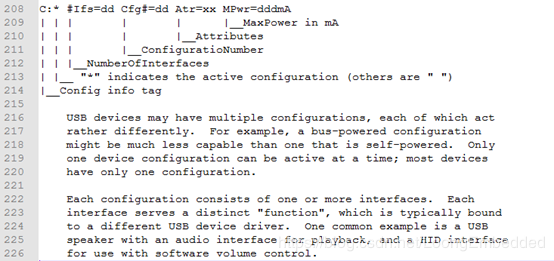 208 C:* #Ifs=dd Cfg#=dd Atr=xx MPwr=dddmA
209 | | | | | |__MaxPower in mA
210 | | | | |__Attributes
211 | | | |__ConfiguratioNumber
212 | | |__NumberOfInterfaces
213 | |__ "*" indicates the active configuration (others are " ")
214 |__Config info tag
215
216 USB devices may have multiple configurations, each of which act
217 rather differently.  For example, a bus-powered configuration
218 might be much less capable than one that is self-powered.  Only
219 one device configuration can be active at a time; most devices
220 have only one configuration.
221
222 Each configuration consists of one or more interfaces.  Each
223 interface serves a distinct "function", which is typically bound
224 to a different USB device driver.  One common example is a USB
225 speaker with an audio interface for playback, and a HID interface
226 for use with software volume control.